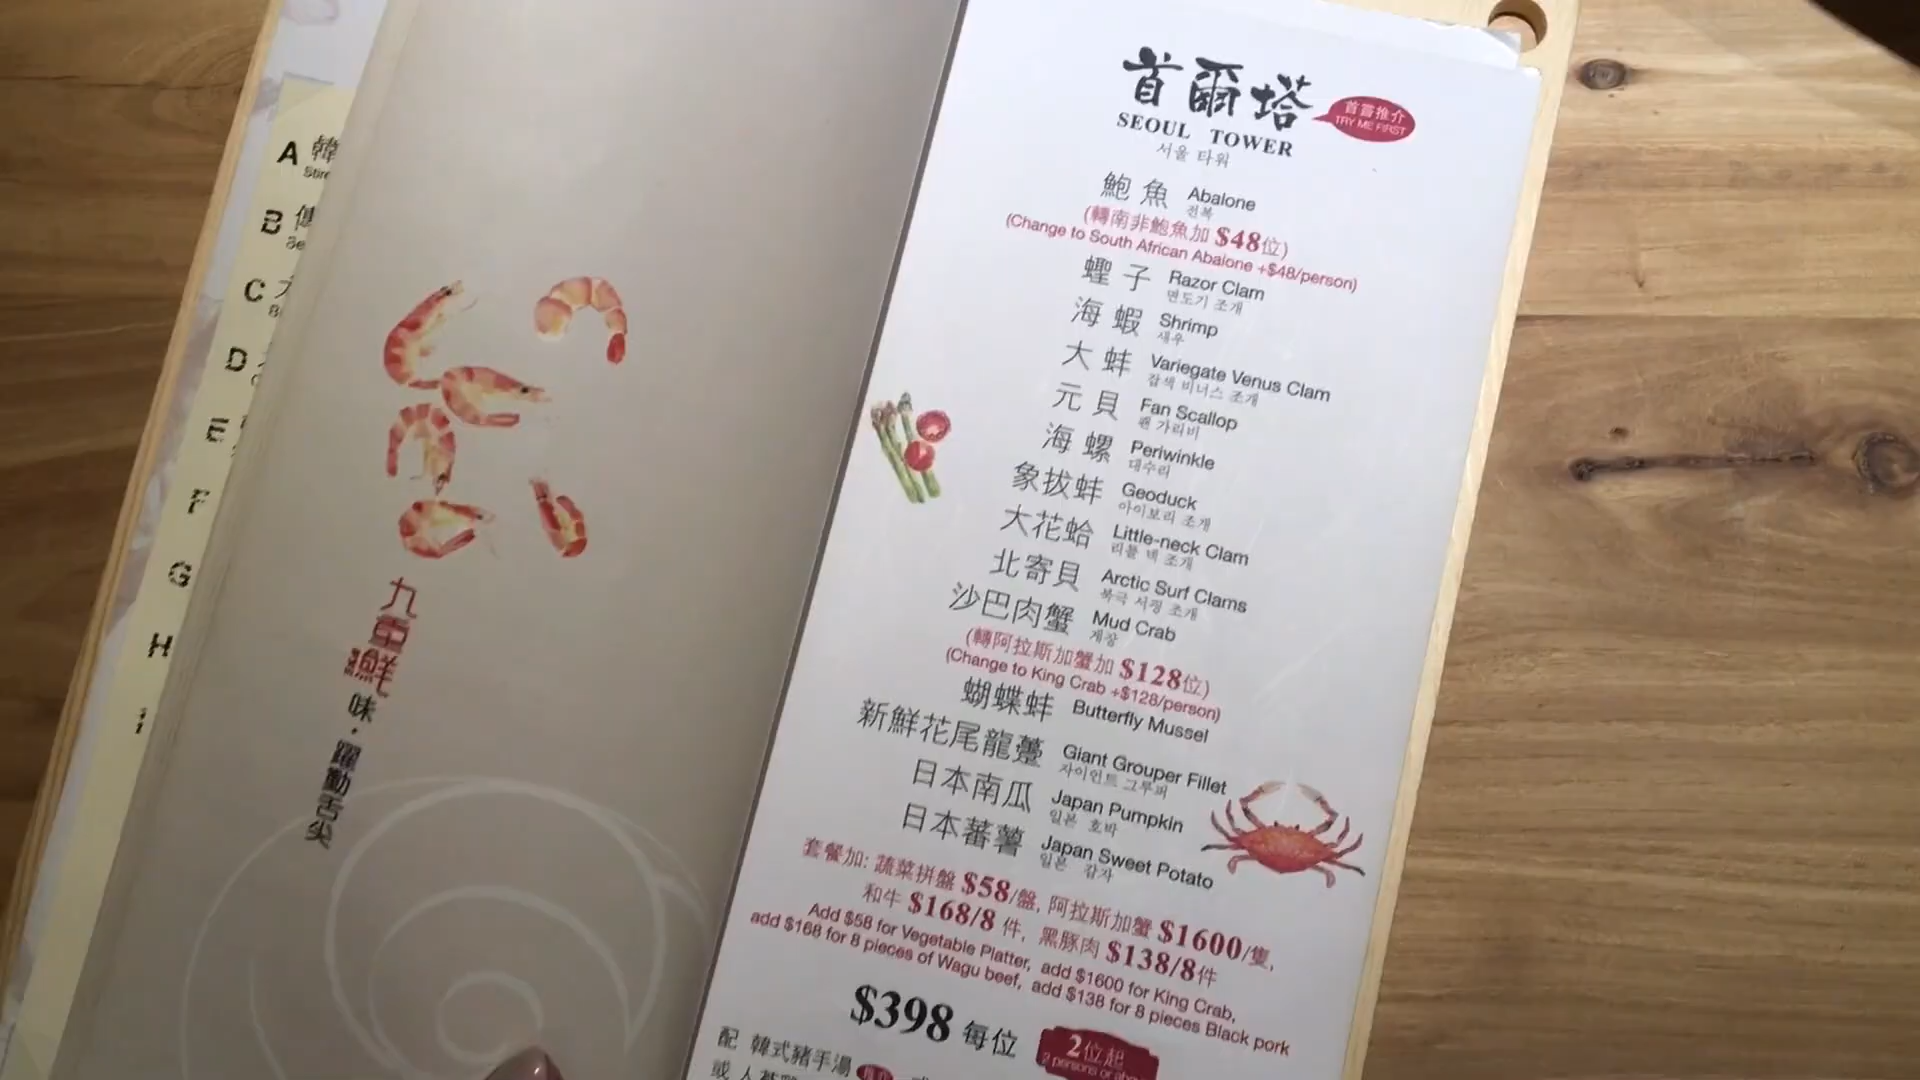 A 韓
B 傳
C
D
E
F
G
H
九重鮮
味·躍動舌尖
首爾塔
SEOUL TOWER
서울 타워
首嘗推介
TRY ME FIRST
鮑魚 Abalone
전복
(轉南非鮑魚加 $48位)
(Change to South African Abalone +$48/person)
蟶子 Razor Clam
면도기 조개
海蝦 Shrimp
새우
大蚌 Variegate Venus Clam
잡색 비너스 조개
元貝 Fan Scallop
팬 가리비
海螺 Periwinkle
대수리
象拔蚌 Geoduck
아이보리 조개
大花蛤 Little-neck Clam
리틀 넥 조개
北寄貝 Arctic Surf Clams
북극 서핑 조개
沙巴肉蟹 Mud Crab
게장
(轉阿拉斯加蟹加 $128位)
(Change to King Crab +$128/person)
蝴蝶蚌 Butterfly Mussel
新鮮花尾龍躉 Giant Grouper Fillet
자이언트 그루퍼
日本南瓜 Japan Pumpkin
일본 호박
日本蕃薯 Japan Sweet Potato
일본 감자
套餐加: 蔬菜拼盤 $58/盤, 阿拉斯加蟹 $1600/隻,
和牛 $168/8 件, 黑豚肉 $138/8件
Add $58 for Vegetable Platter, add $1600 for King Crab,
add $168 for 8 pieces of Wagu beef, add $138 for 8 pieces Black pork
$398 每位
2位起
2 persons or
配 韓式豬手湯
或 人